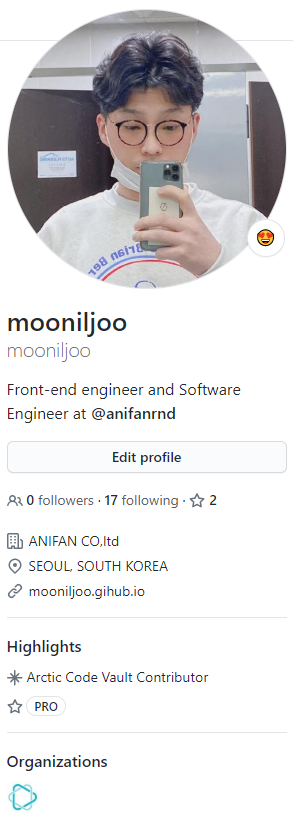 mooniljoo
mooniljoo
Front-end engineer and Software
Engineer at @anifanrnd
Edit profile
0 followers · 17 following · 2
ANIFAN CO,ltd
SEOUL, SOUTH KOREA
mooniljoo.gihub.io
Highlights
Arctic Code Vault Contributor
PRO
Organizations